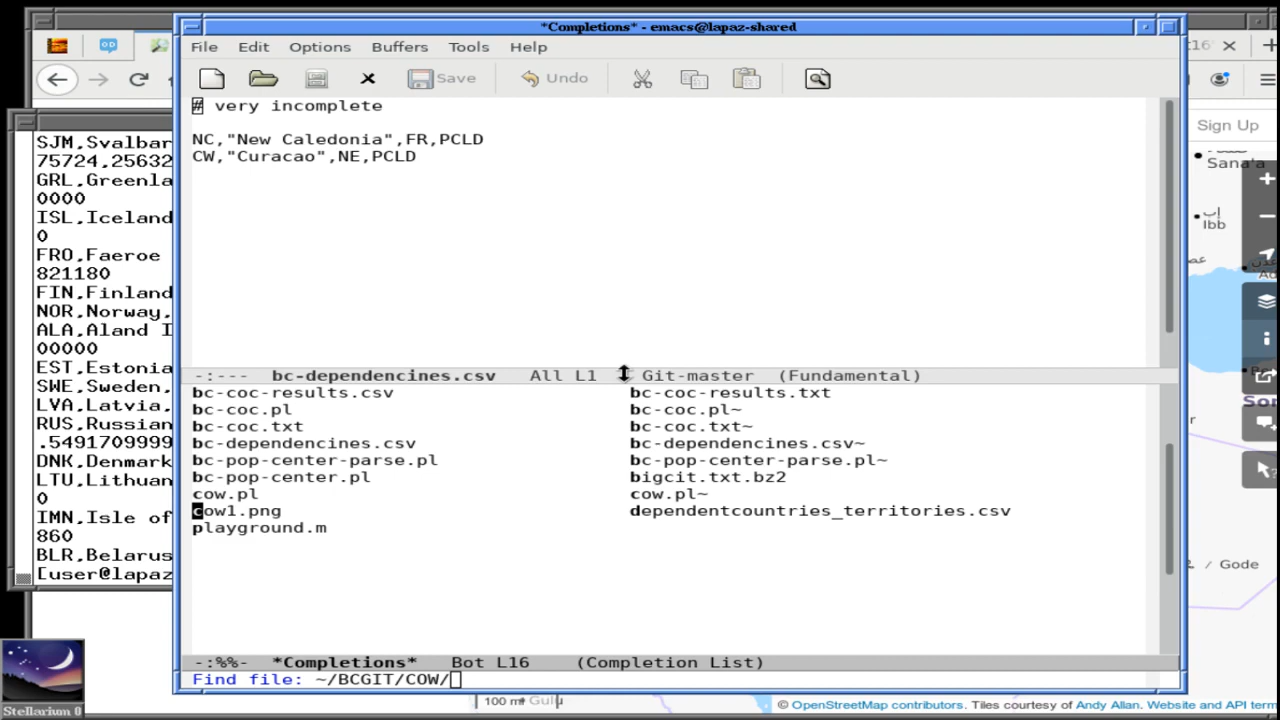 *Completions* - emacs@lapaz-shared
File Edit Options Buffers Tools Help
Save Undo
# very incomplete
NC,"New Caledonia",FR,PCLD
CW,"Curacao",NE,PCLD
-:--- bc-dependencines.csv All L1 Git-master (Fundamental)
bc-coc-results.csv bc-coc-results.txt
bc-coc.pl bc-coc.pl~
bc-coc.txt bc-coc.txt~
bc-dependencines.csv bc-dependencines.csv~
bc-pop-center-parse.pl bc-pop-center-parse.pl~
bc-pop-center.pl bigcit.txt.bz2
cow.pl cow.pl~
cow1.png dependentcountries_territories.csv
playground.m
-:%%- *Completions* Bot L16 (Completion List)
Find file: ~/BCGIT/COW/
SJM,Svalbar
75724,25632
GRL,Greenla
0000
ISL,Iceland
0
FRO,Faeroe
821180
FIN,Finland
NOR,Norway,
ALA,Aland I
00000
EST,Estonia
SWE,Sweden,
LVA,Latvia,
RUS,Russian
.5491709999
DNK,Denmark
LTU,Lithuan
0
IMN,Isle of
860
BLR,Belarus
[user@lapaz
Stellarium 0
Sign Up
Sana'a
إب
Ibb
/ Gode
100 m
© OpenStreetMap contributors. Tiles courtesy of Andy Allan. Website and API term